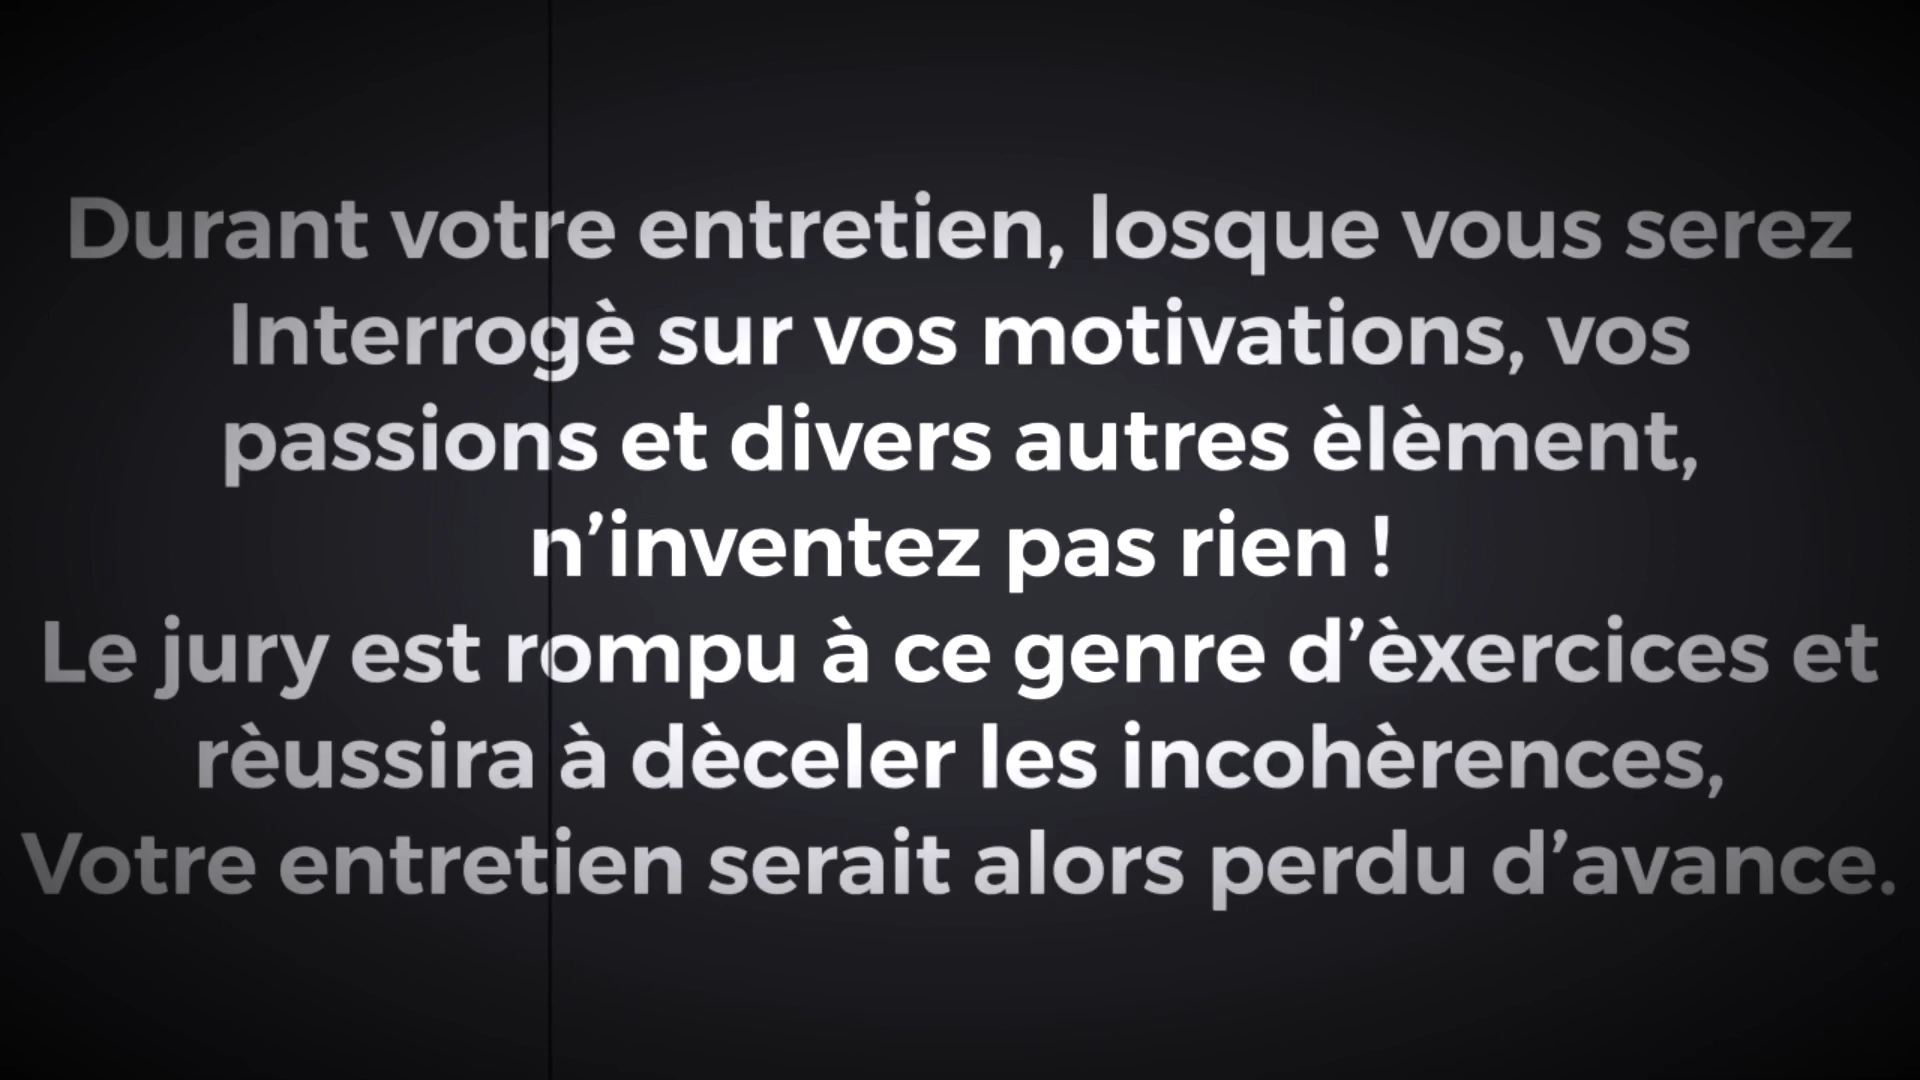 Durant votre entretien, losque vous serez
Interrogè sur vos motivations, vos
passions et divers autres èlèment,
n’inventez pas rien !
Le jury est rompu à ce genre d’èxercices et
rèussira à dèceler les incohèrences,
Votre entretien serait alors perdu d’avance.